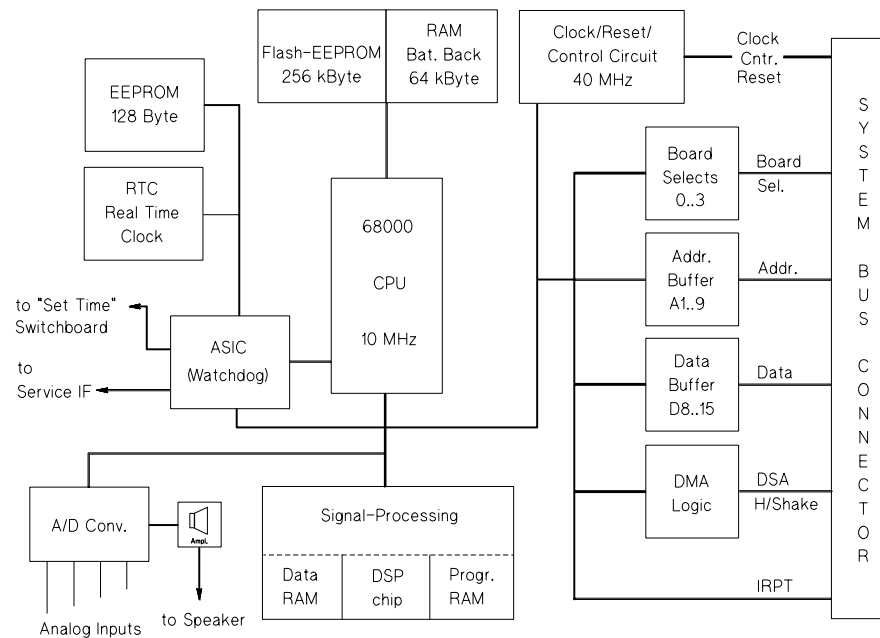 EEPROM
128 Byte
Flash-EEPROM
256 kByte
RAM
Bat. Back
64 kByte
Clock/Reset/
Control Circuit
40 MHz
Clock
Cntr.
Reset
RTC
Real Time
Clock
68000
CPU
10 MHz
Board
Selects
0..3
Board
Sel.
Addr.
Buffer
A1..9
Addr.
to "Set Time"
Switchboard
to
Service IF
ASIC
(Watchdog)
Data
Buffer
D8..15
Data
DMA
Logic
DSA
H/Shake
IRPT
SYSTEM BUS CONNECTOR
A/D Conv.
Ampl.
Signal-Processing
Data
RAM
DSP
chip
Progr.
RAM
Analog Inputs
to Speaker